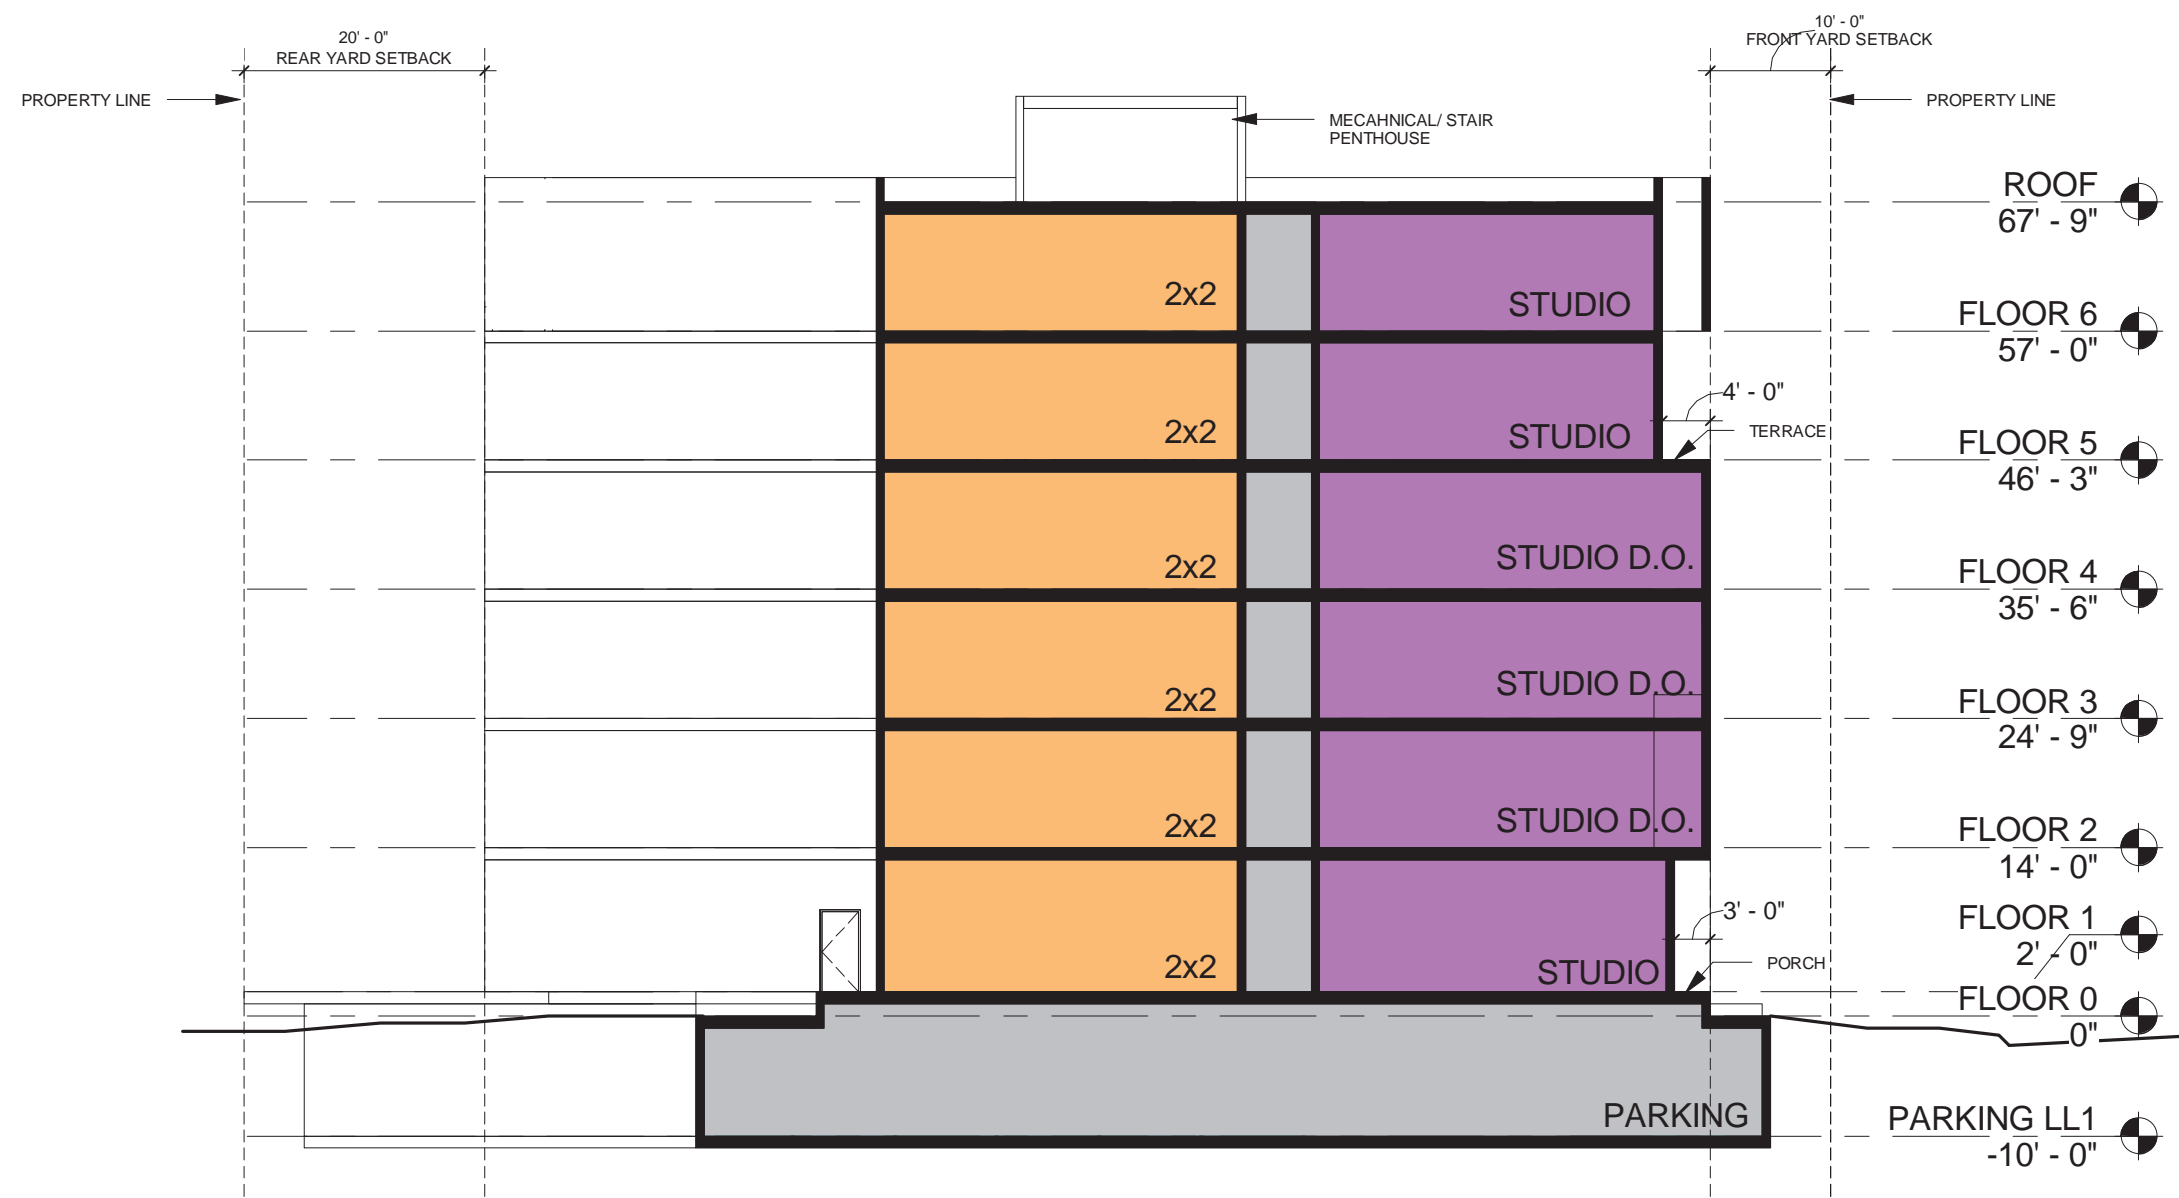 20' - 0"
REAR YARD SETBACK
10' - 0"
FRONT YARD SETBACK
PROPERTY LINE
PROPERTY LINE
MECAHNICAL/ STAIR
PENTHOUSE
ROOF
67' - 9"
2x2
STUDIO
FLOOR 6
57' - 0"
4' - 0"
TERRACE
2x2
STUDIO
FLOOR 5
46' - 3"
2x2
STUDIO D.O.
FLOOR 4
35' - 6"
2x2
STUDIO D.O.
FLOOR 3
24' - 9"
2x2
STUDIO D.O.
FLOOR 2
14' - 0"
3' - 0"
FLOOR 1
2' - 0"
2x2
STUDIO
PORCH
FLOOR 0
0"
PARKING
PARKING LL1
-10' - 0"